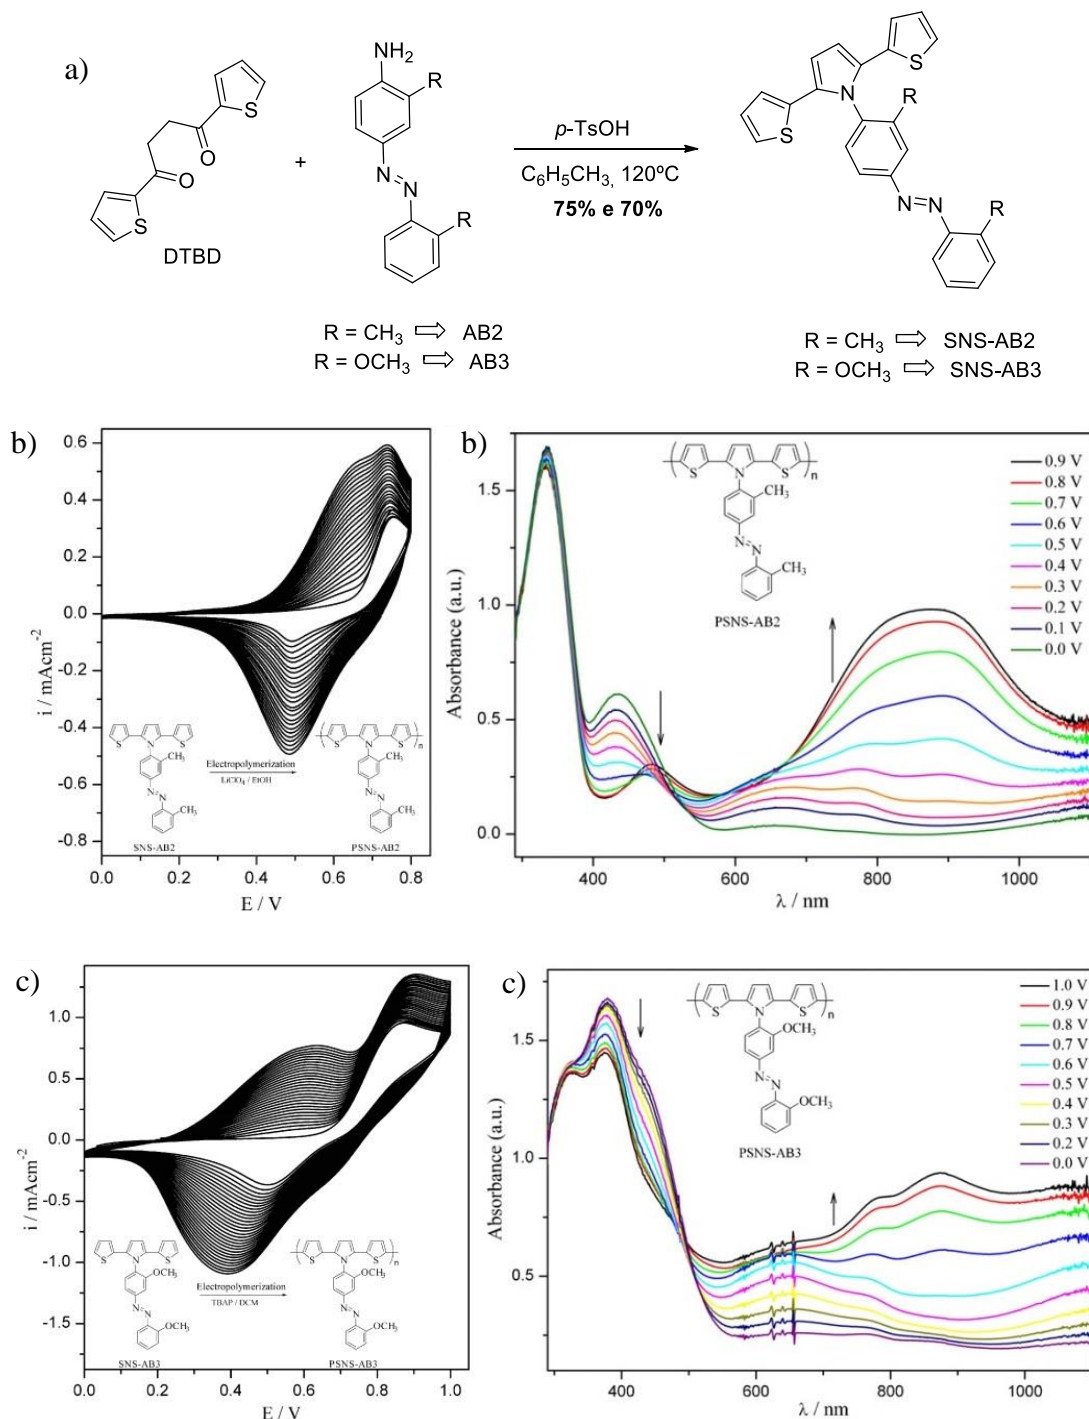 a)
NH₂
R
S
O
O
S
DTBD
+
N=N
R
p-TsOH
C₆H₅CH₃, 120ºC
75% e 70%
S
N
S
R
N=N
R
R = CH₃ ⇨ AB2
R = OCH₃ ⇨ AB3
R = CH₃ ⇨ SNS-AB2
R = OCH₃ ⇨ SNS-AB3
b)
0.6
0.4
0.2
0.0
-0.2
-0.4
-0.6
-0.8
i / mAcm⁻²
S N S
CH₃
N=N
CH₃
SNS-AB2
Electropolymerization
LiClO₄ / EtOH
S N S n
CH₃
N=N
CH₃
PSNS-AB2
0.0 0.2 0.4 0.6 0.8
E / V
b)
1.5
1.0
0.5
0.0
Absorbance (a.u.)
S N S n
CH₃
N=N
CH₃
PSNS-AB2
0.9 V
0.8 V
0.7 V
0.6 V
0.5 V
0.4 V
0.3 V
0.2 V
0.1 V
0.0 V
400 600 800 1000
λ / nm
c)
1.0
0.5
0.0
-0.5
-1.0
-1.5
i / mAcm⁻²
S N S
OCH₃
N=N
OCH₃
SNS-AB3
Electropolymerization
TBAP / DCM
S N S n
OCH₃
N=N
OCH₃
PSNS-AB3
0.0 0.2 0.4 0.6 0.8 1.0
E / V
c)
1.5
1.0
0.5
Absorbance (a.u.)
S N S n
OCH₃
N=N
OCH₃
PSNS-AB3
1.0 V
0.9 V
0.8 V
0.7 V
0.6 V
0.5 V
0.4 V
0.3 V
0.2 V
0.0 V
400 600 800 1000
λ / nm